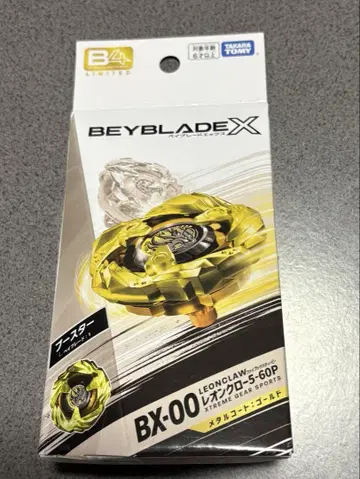 B4
LIMITED
対象年齢
6才以上
TAKARA
TOMY
BEYBLADE X
ベイブレードエックス
ブースター
BX-00
LEONCLAW
レオンクロー5-60P
XTREME GEAR SPORTS
メタルコート:ゴールド